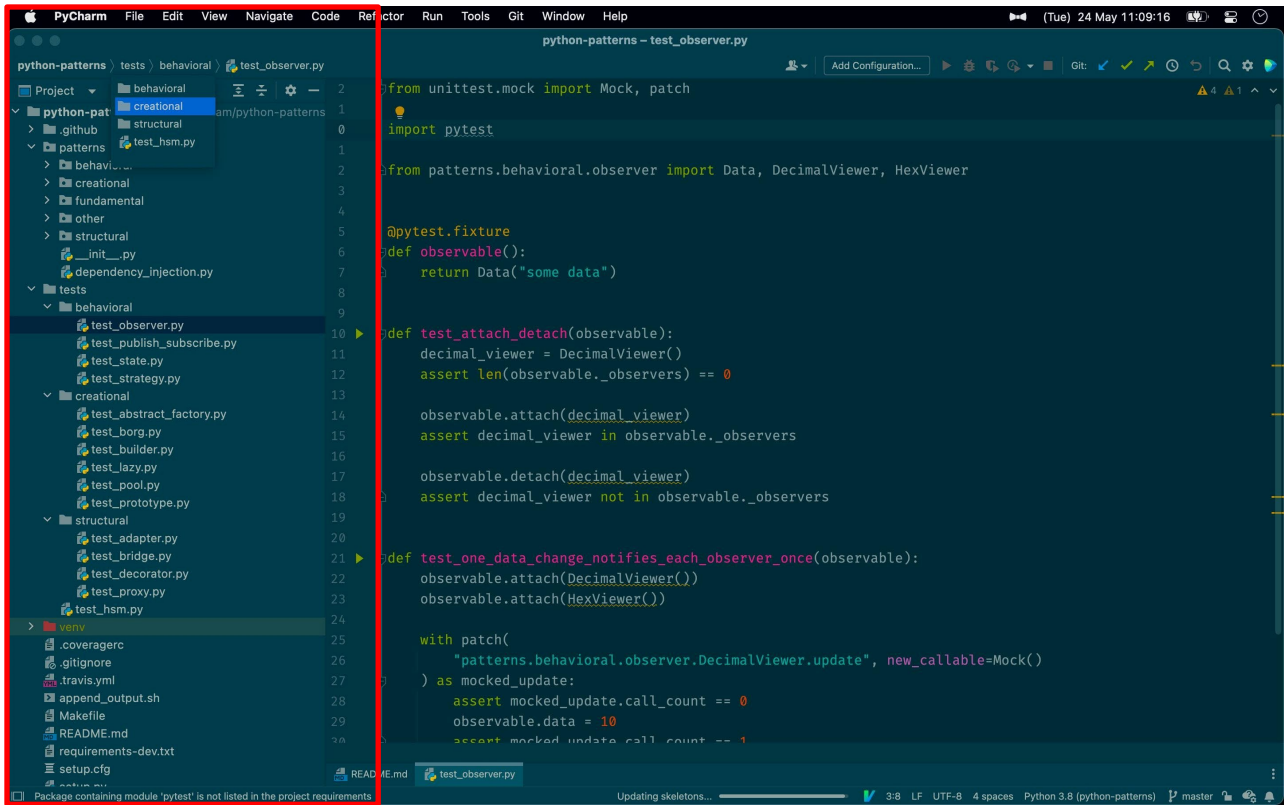 PyCharm File Edit View Navigate Code Refactor Run Tools Git Window Help (Tue) 24 May 11:09:16
python-patterns – test_observer.py
python-patterns tests behavioral test_observer.py Add Configuration... Git:
Project
behavioral
creational
structural
test_hsm.py
python-pat am/python-patterns
.github
patterns
behavioral
creational
fundamental
other
structural
__init__.py
dependency_injection.py
tests
behavioral
test_observer.py
test_publish_subscribe.py
test_state.py
test_strategy.py
creational
test_abstract_factory.py
test_borg.py
test_builder.py
test_lazy.py
test_pool.py
test_prototype.py
structural
test_adapter.py
test_bridge.py
test_decorator.py
test_proxy.py
test_hsm.py
venv
.coveragerc
.gitignore
.travis.yml
append_output.sh
Makefile
README.md
requirements-dev.txt
setup.cfg
setup.py
2 from unittest.mock import Mock, patch 4 1
1
0 import pytest
1
2 from patterns.behavioral.observer import Data, DecimalViewer, HexViewer
3
4
5 @pytest.fixture
6 def observable():
7 return Data("some data")
8
9
10 def test_attach_detach(observable):
11 decimal_viewer = DecimalViewer()
12 assert len(observable._observers) == 0
13
14 observable.attach(decimal_viewer)
15 assert decimal_viewer in observable._observers
16
17 observable.detach(decimal_viewer)
18 assert decimal_viewer not in observable._observers
19
20
21 def test_one_data_change_notifies_each_observer_once(observable):
22 observable.attach(DecimalViewer())
23 observable.attach(HexViewer())
24
25 with patch(
26 "patterns.behavioral.observer.DecimalViewer.update", new_callable=Mock()
27 ) as mocked_update:
28 assert mocked_update.call_count == 0
29 observable.data = 10
30 assert mocked_update.call_count == 1
README.md test_observer.py
Package containing module 'pytest' is not listed in the project requirements Updating skeletons... 3:8 LF UTF-8 4 spaces Python 3.8 (python-patterns) master